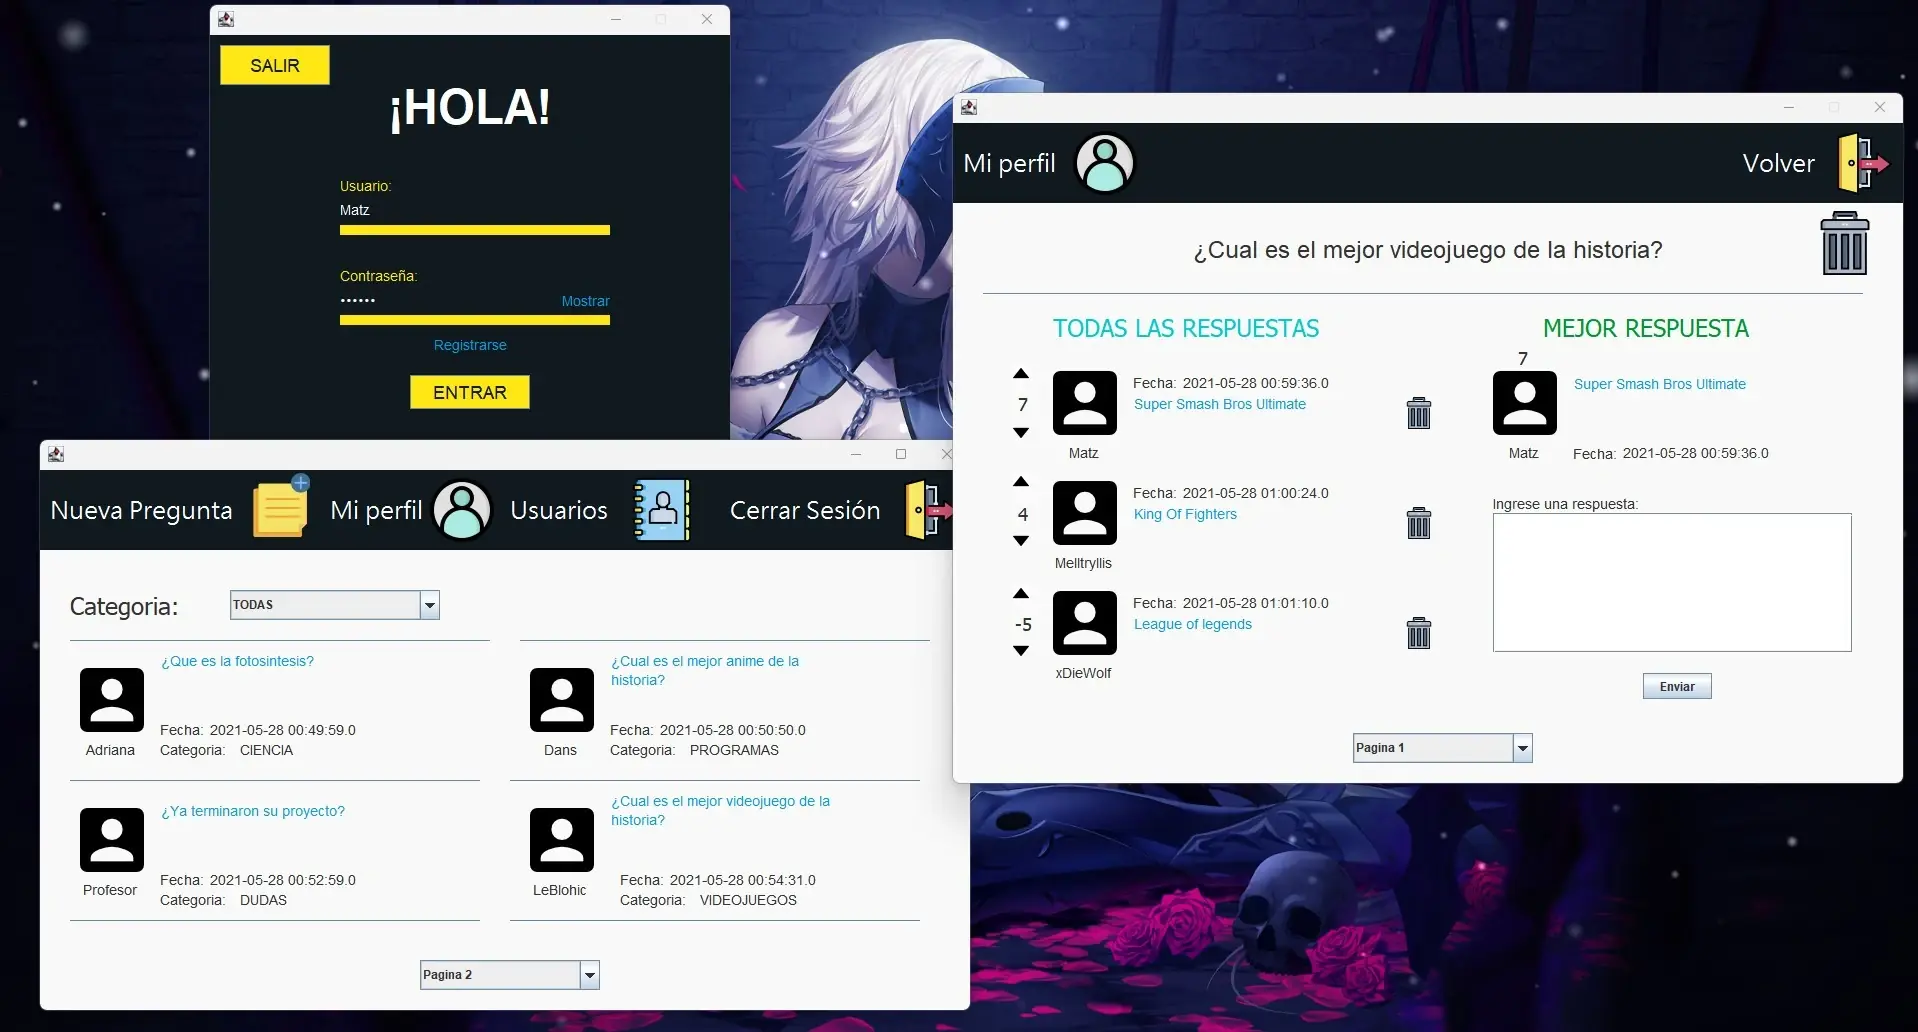 SALIR
¡HOLA!
Usuario:
Matz
Contraseña:
••••••
Mostrar
Registrarse
ENTRAR
Nueva Pregunta
Mi perfil
Usuarios
Cerrar Sesión
Categoria:
TODAS
¿Que es la fotosintesis?
Adriana
Fecha: 2021-05-28 00:49:59.0
Categoria: CIENCIA
¿Cual es el mejor anime de la
historia?
Dans
Fecha: 2021-05-28 00:50:50.0
Categoria: PROGRAMAS
¿Ya terminaron su proyecto?
Profesor
Fecha: 2021-05-28 00:52:59.0
Categoria: DUDAS
¿Cual es el mejor videojuego de la
historia?
LeBlohic
Fecha: 2021-05-28 00:54:31.0
Categoria: VIDEOJUEGOS
Pagina 2
Mi perfil
Volver
¿Cual es el mejor videojuego de la historia?
TODAS LAS RESPUESTAS
7
Fecha: 2021-05-28 00:59:36.0
Super Smash Bros Ultimate
Matz
4
Fecha: 2021-05-28 01:00:24.0
King Of Fighters
Melltryllis
-5
Fecha: 2021-05-28 01:01:10.0
League of legends
xDieWolf
MEJOR RESPUESTA
7
Super Smash Bros Ultimate
Matz
Fecha: 2021-05-28 00:59:36.0
Ingrese una respuesta:
Enviar
Pagina 1